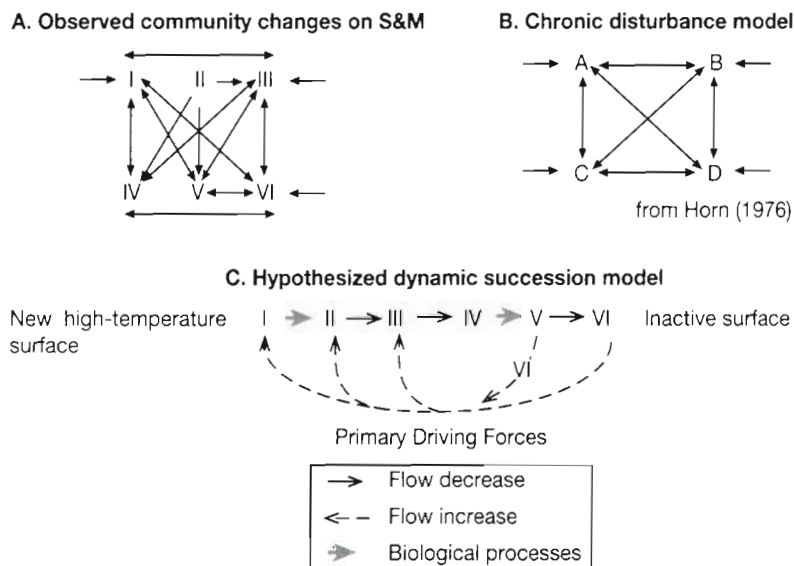 A. Observed community changes on S&M
I II III
IV V VI
B. Chronic disturbance model
A B
C D
from Horn (1976)
C. Hypothesized dynamic succession model
New high-temperature
surface
I II III IV V VI
Inactive surface
VI
Primary Driving Forces
Flow decrease
Flow increase
Biological processes